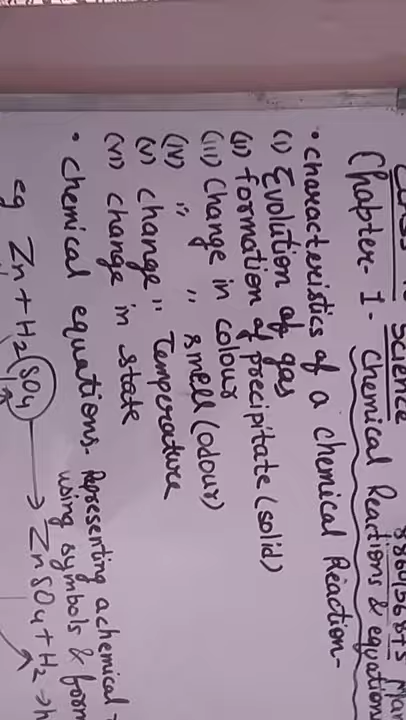 Science
Chapter-1- Chemical Reactions & equation
• Characteristics of a chemical Reaction-
(i) Evolution of gas
(ii) formation of precipitate (solid)
(iii) Change in colour
(iv) " " smell (odour)
(v) change " Temperature
(vi) change in state
• Chemical equations- Representing a chemical
using symbols & form
eg Zn + H2SO4 → ZnSO4 + H2 →